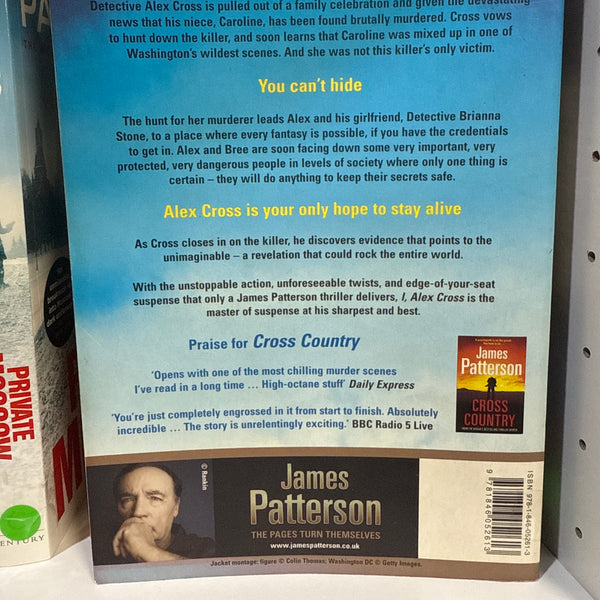 Detective Alex Cross is pulled out of a family celebration and given the devastating
news that his niece, Caroline, has been found brutally murdered. Cross vows
to hunt down the killer, and soon learns that Caroline was mixed up in one of
Washington's wildest scenes. And she was not this killer's only victim.
You can't hide
The hunt for her murderer leads Alex and his girlfriend, Detective Brianna
Stone, to a place where every fantasy is possible, if you have the credentials
to get in. Alex and Bree are soon facing down some very important, very
protected, very dangerous people in levels of society where only one thing is
certain – they will do anything to keep their secrets safe.
Alex Cross is your only hope to stay alive
As Cross closes in on the killer, he discovers evidence that points to the
unimaginable – a revelation that could rock the entire world.
With the unstoppable action, unforeseeable twists, and edge-of-your-seat
suspense that only a James Patterson thriller delivers, I, Alex Cross is the
master of suspense at his sharpest and best.
Praise for Cross Country
'Opens with one of the most chilling murder scenes
I've read in a long time ... High-octane stuff' Daily Express
'You're just completely engrossed in it from start to finish. Absolutely
incredible ... The story is unrelentingly exciting.' BBC Radio 5 Live
James
Patterson
CROSS
COUNTRY
© Rankin
James
Patterson
THE PAGES TURN THEMSELVES
www.jamespatterson.co.uk
Jacket montage: figure © Colin Thomas; Washington DC © Getty Images.
ISBN 978-1-846-05261-3
9 781846 052613
PRIVATE
MOSCOW
PA
M
ENTURY